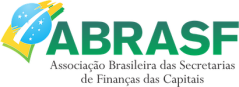 ABRASF
Associação Brasileira das Secretarias
de Finanças das Capitais